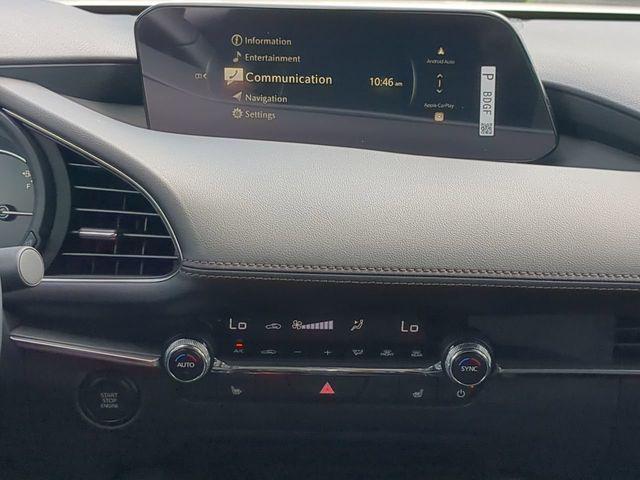 Information
Entertainment
Communication
10:46 am
Navigation
Settings
Android Auto
Apple CarPlay
P BDGF
F
Lo
Lo
A/C
AUTO
SYNC
START
STOP
ENGINE